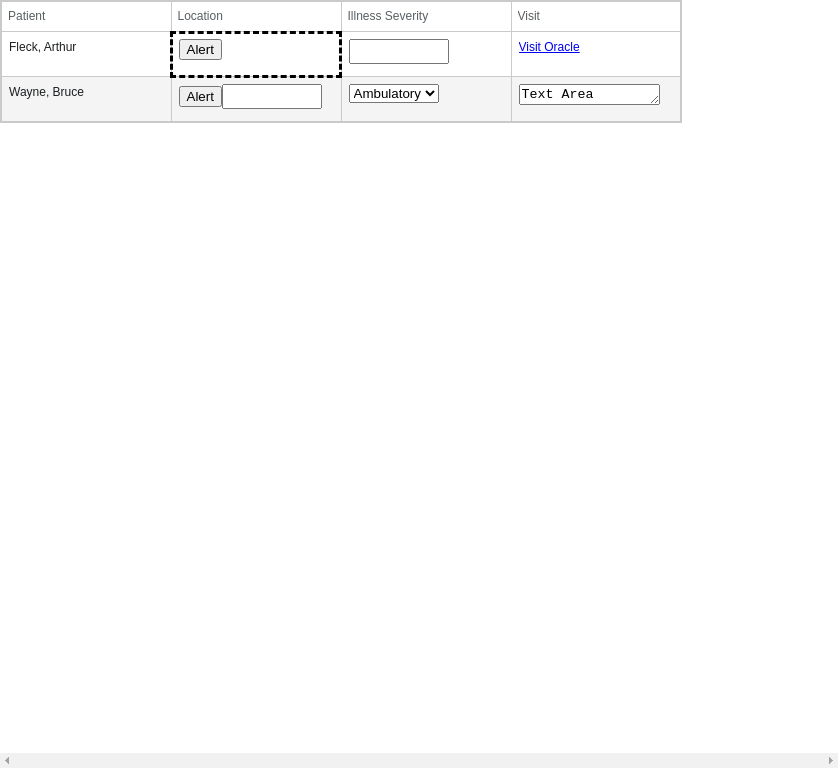 Patient Location Illness Severity Visit
Fleck, Arthur Alert Visit Oracle
Wayne, Bruce Alert Ambulatory Text Area